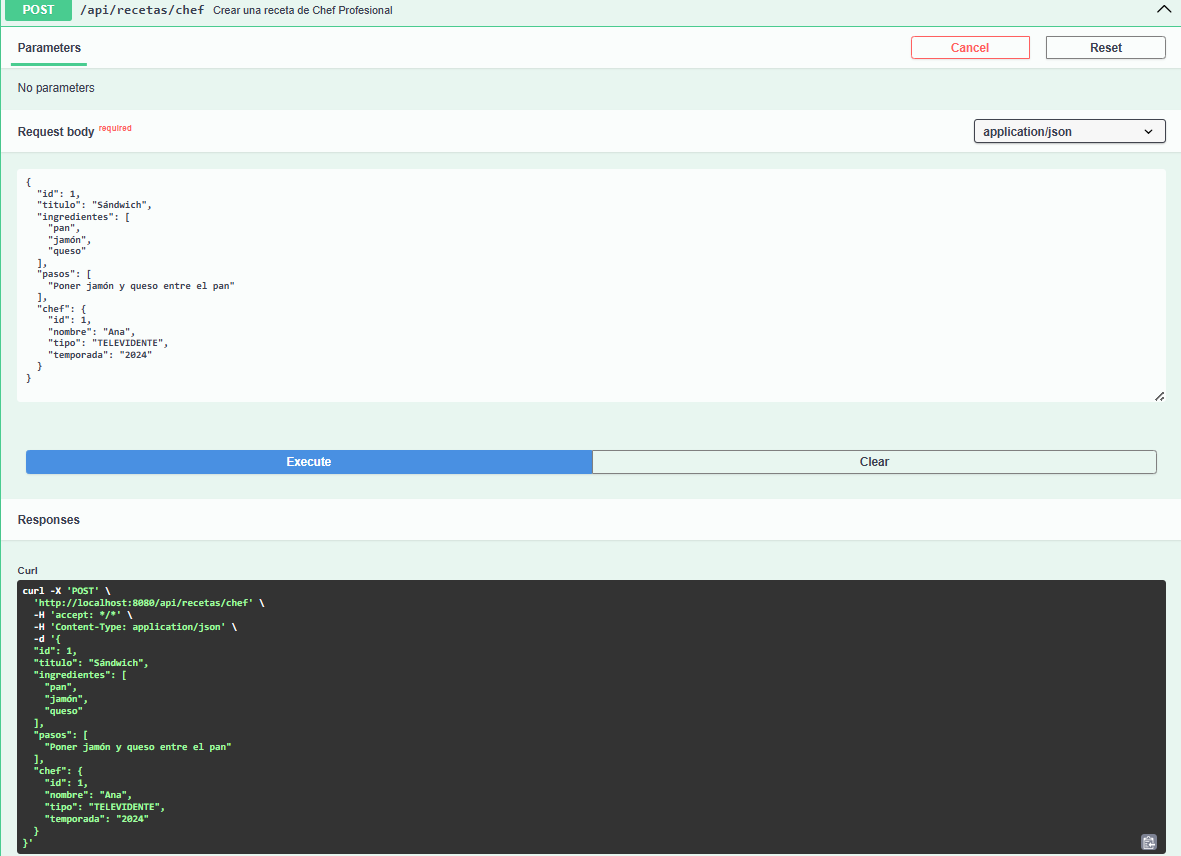 POST /api/recetas/chef Crear una receta de Chef Profesional
Parameters
Cancel
Reset
No parameters
Request body required
application/json
{
  "id": 1,
  "titulo": "Sándwich",
  "ingredientes": [
    "pan",
    "jamón",
    "queso"
  ],
  "pasos": [
    "Poner jamón y queso entre el pan"
  ],
  "chef": {
    "id": 1,
    "nombre": "Ana",
    "tipo": "TELEVIDENTE",
    "temporada": "2024"
  }
}
Execute
Clear
Responses
Curl
curl -X 'POST' \
  'http://localhost:8080/api/recetas/chef' \
  -H 'accept: */*' \
  -H 'Content-Type: application/json' \
  -d '{
  "id": 1,
  "titulo": "Sándwich",
  "ingredientes": [
    "pan",
    "jamón",
    "queso"
  ],
  "pasos": [
    "Poner jamón y queso entre el pan"
  ],
  "chef": {
    "id": 1,
    "nombre": "Ana",
    "tipo": "TELEVIDENTE",
    "temporada": "2024"
  }
}'